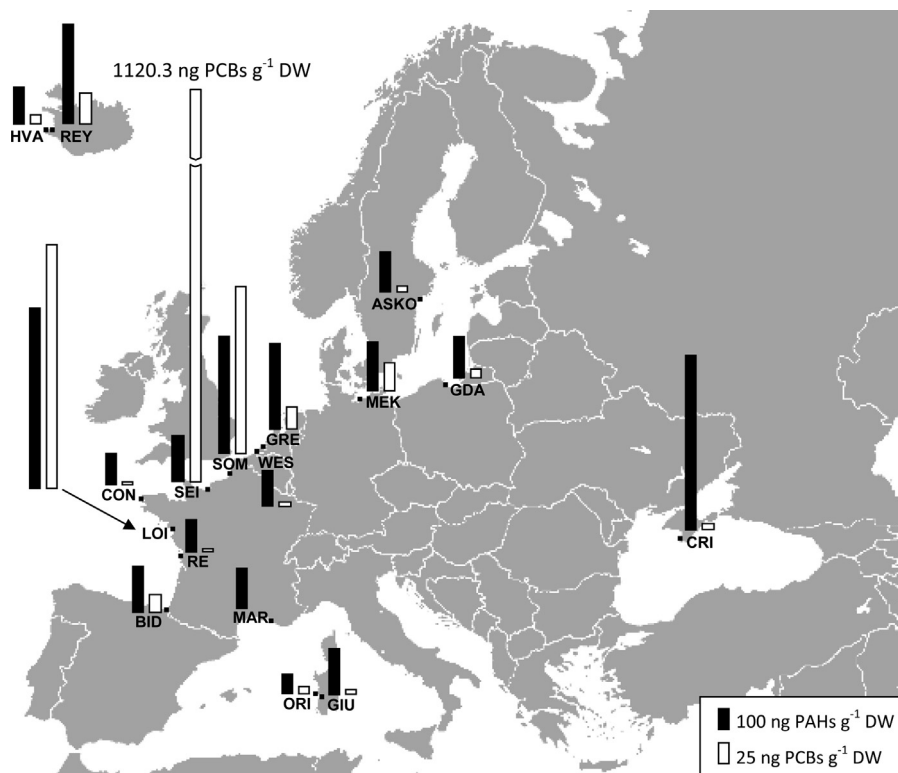 1120.3 ng PCBs g⁻¹ DW
HVA REY
ASKO
MEK
GDA
GRE
SOM WES
CON SEI
LOI
RE
CRI
BID
MAR
ORI GIU
100 ng PAHs g⁻¹ DW
25 ng PCBs g⁻¹ DW